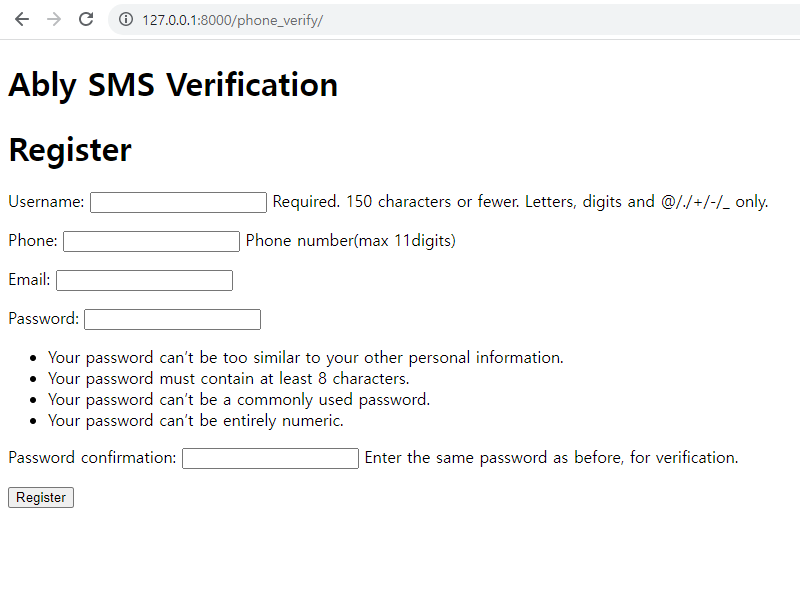 127.0.0.1:8000/phone_verify/
Ably SMS Verification
Register
Username: Required. 150 characters or fewer. Letters, digits and @/./+/-/_ only.
Phone: Phone number(max 11digits)
Email:
Password:
• Your password can't be too similar to your other personal information.
• Your password must contain at least 8 characters.
• Your password can't be a commonly used password.
• Your password can't be entirely numeric.
Password confirmation: Enter the same password as before, for verification.
Register